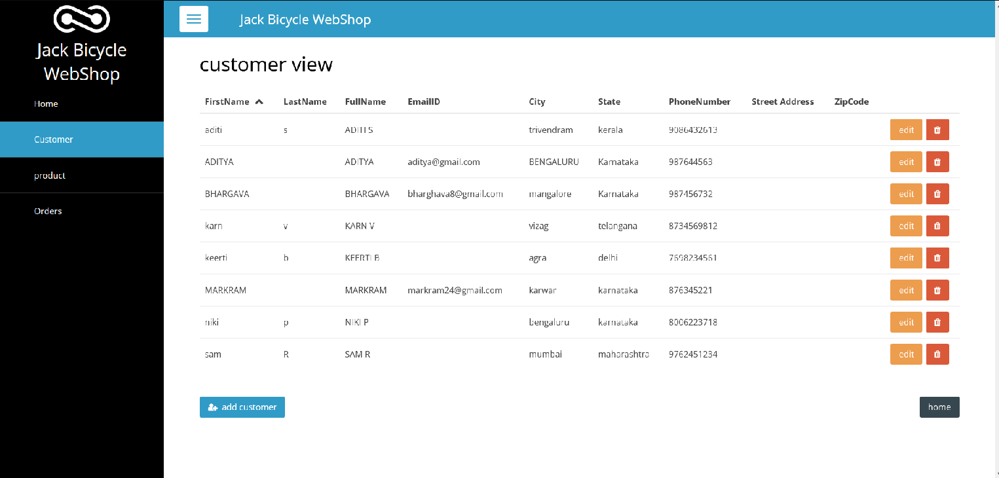 Jack Bicycle
WebShop
Home
Customer
product
Orders
Jack Bicycle WebShop
customer view
FirstName LastName FullName EmailID City State PhoneNumber Street Address ZipCode
aditi s ADITI S trivendram kerala 9086432613 edit
ADITYA ADITYA aditya@gmail.com BENGALURU Karnataka 987644563 edit
BHARGAVA BHARGAVA bharghava8@gmail.com mangalore Karnataka 987456732 edit
karn v KARN V vizag telangana 8734569812 edit
keerti b KEERTI B agra delhi 7698234561 edit
MARKRAM MARKRAM markram24@gmail.com karwar karnataka 876345221 edit
niki p NIKI P bengaluru karnataka 8006223718 edit
sam R SAM R mumbai maharashtra 9762451234 edit
add customer home